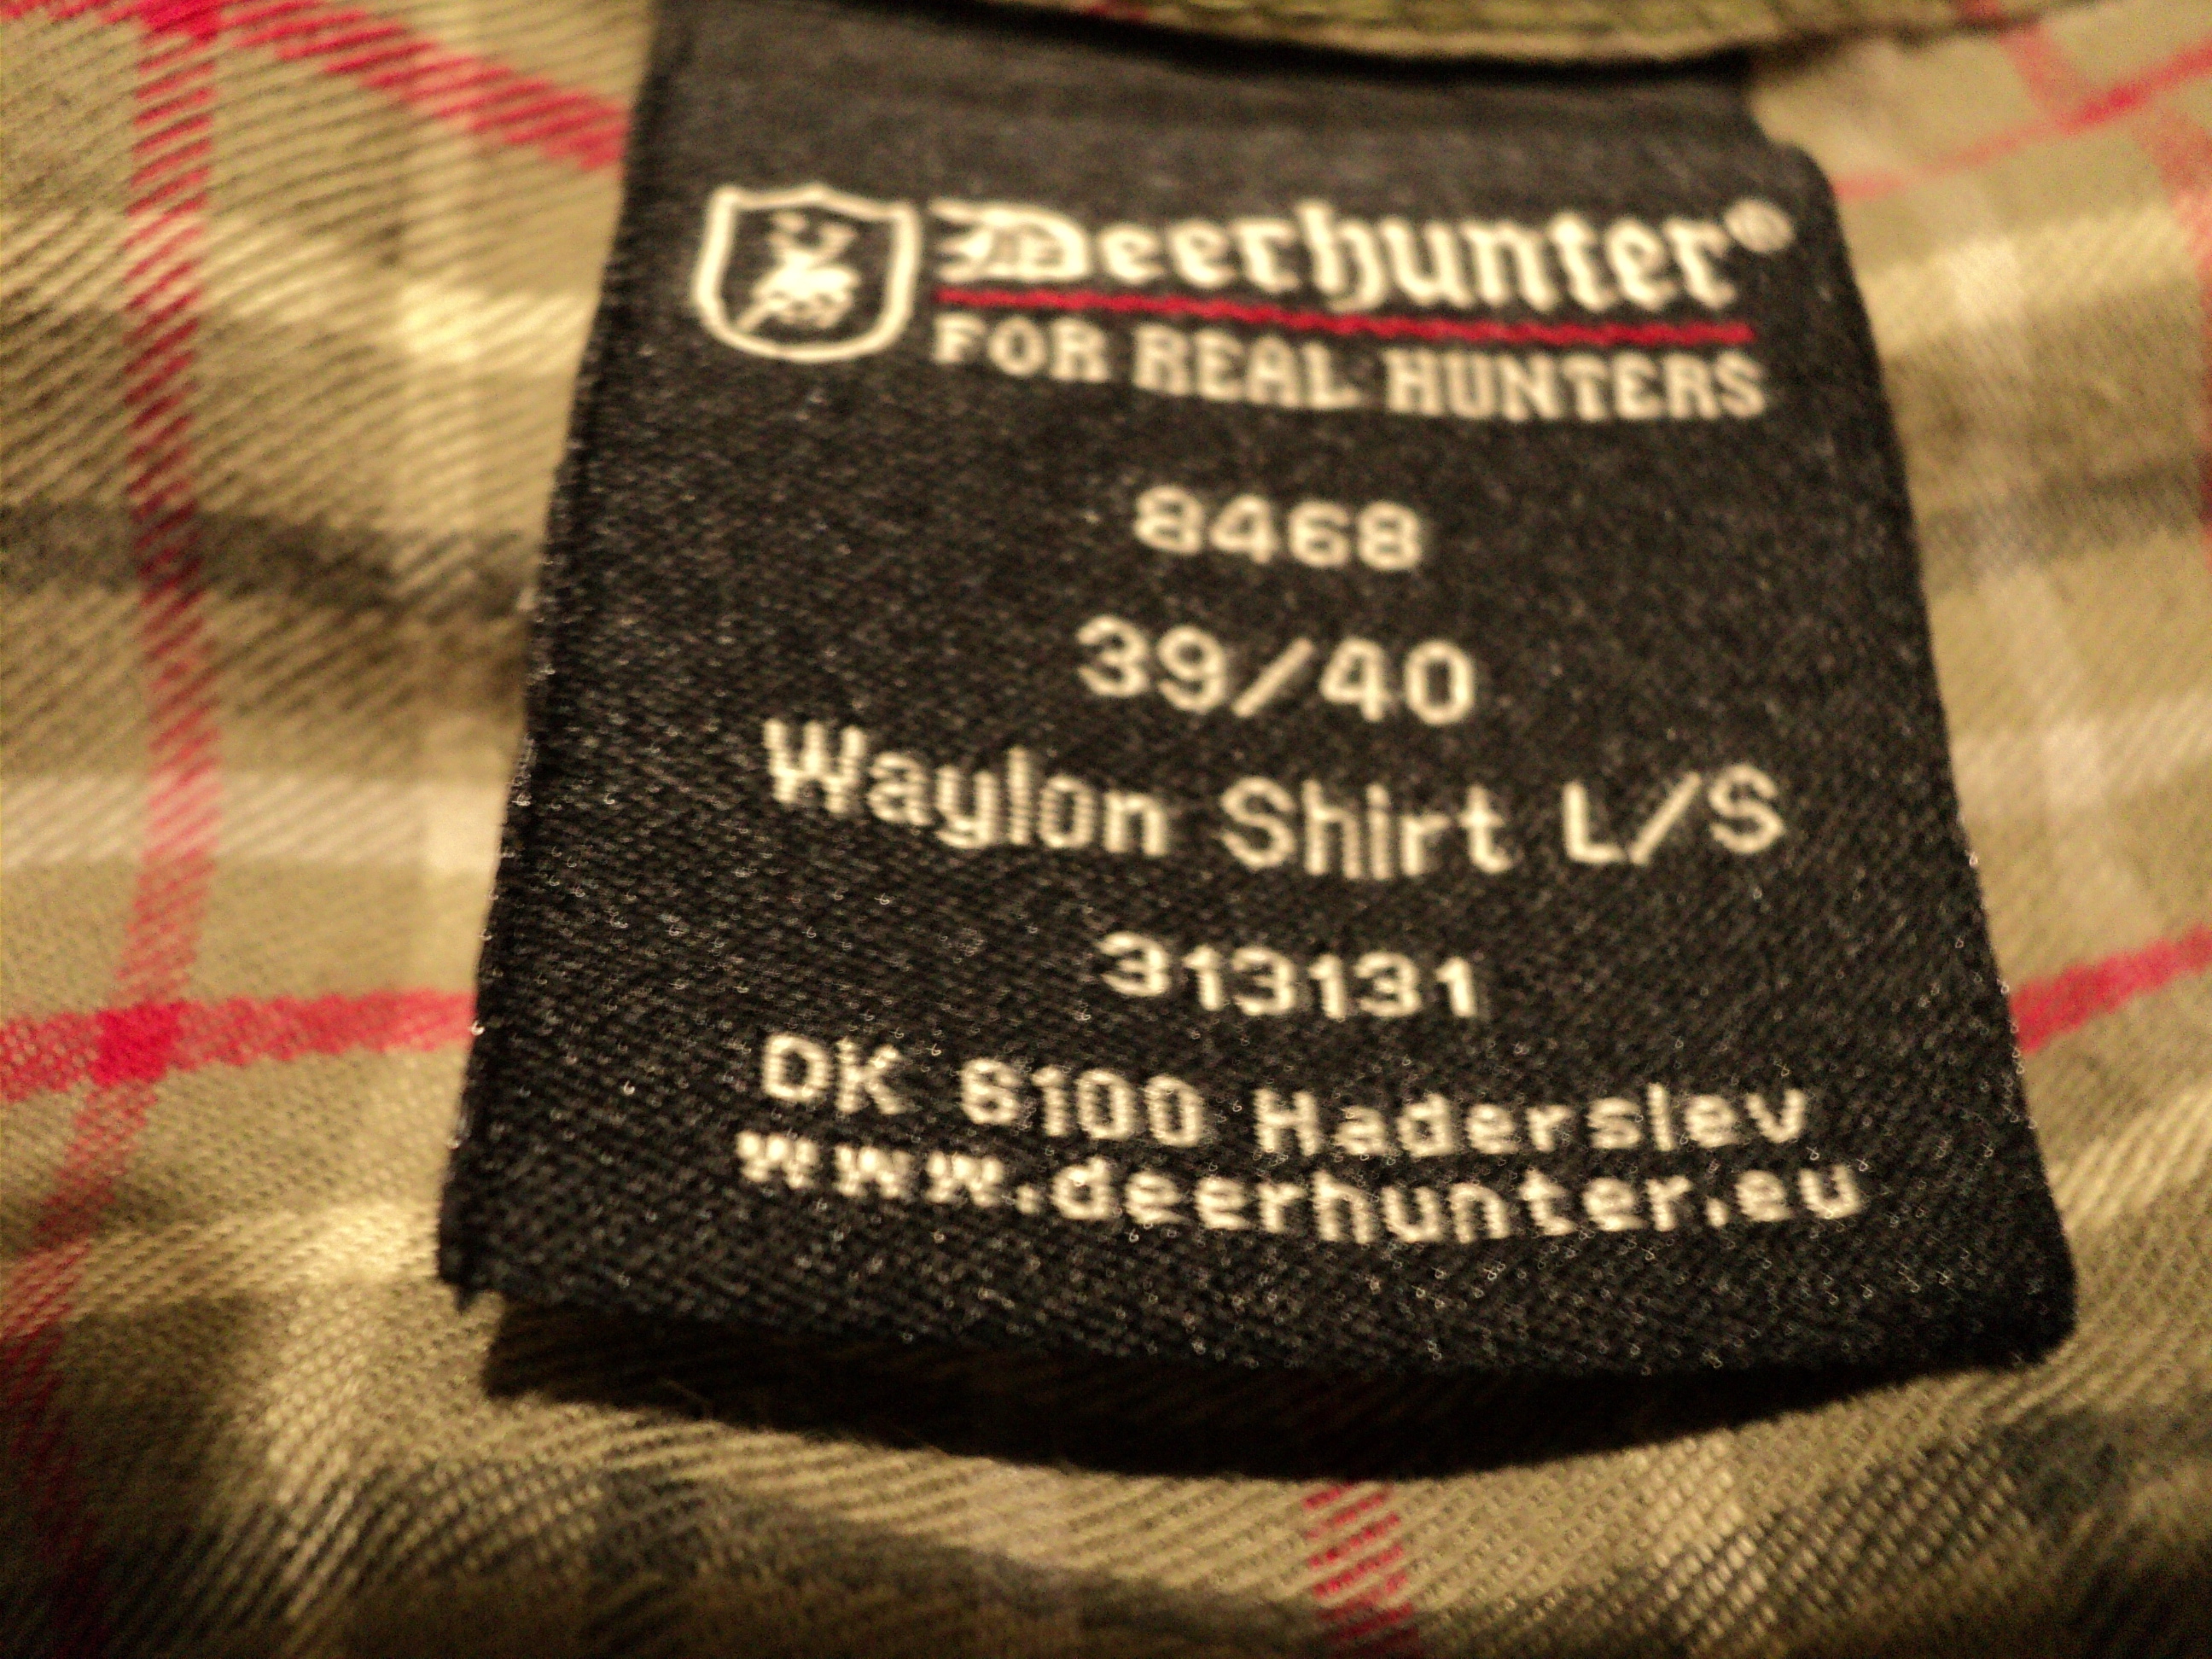 Deerhunter®
FOR REAL HUNTERS
8468
39/40
Waylon Shirt L/S
313131
DK 6100 Haderslev
www.deerhunter.eu